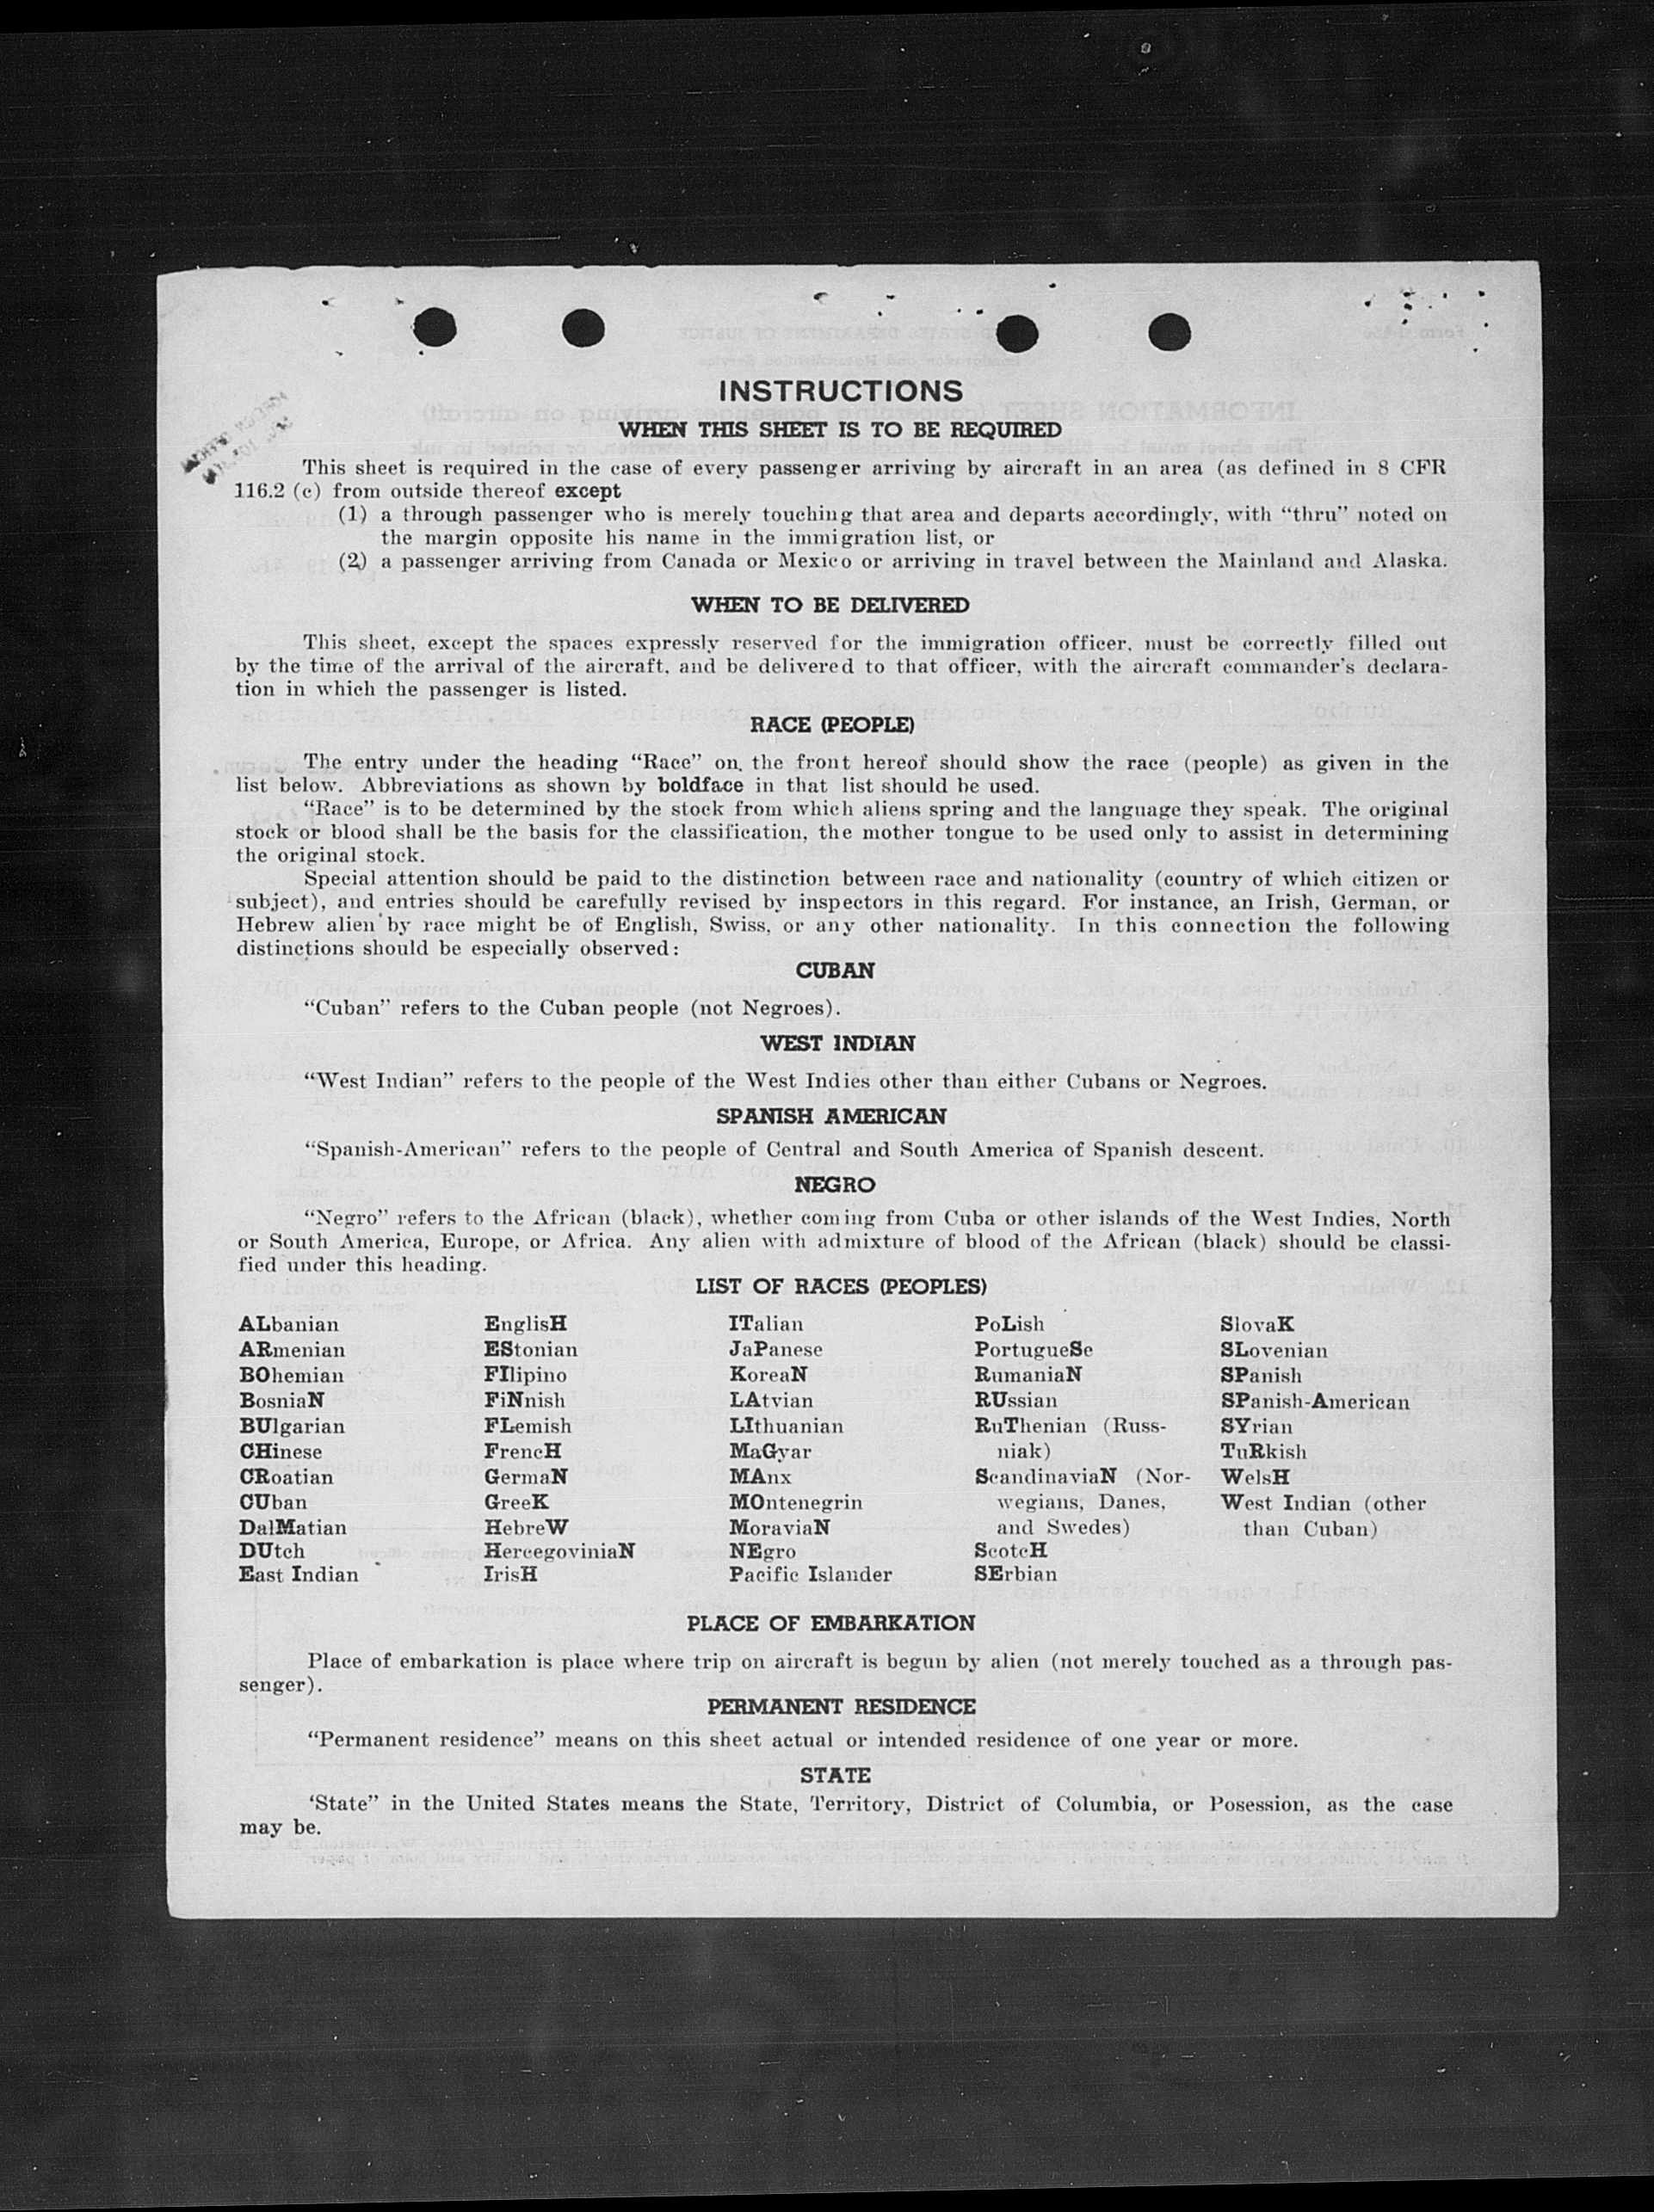 INSTRUCTIONS
WHEN THIS SHEET IS TO BE REQUIRED
This sheet is required in the case of every passenger arriving by aircraft in an area (as defined in 8 CFR
116.2 (c) from outside thereof except
(1) a through passenger who is merely touching that area and departs accordingly, with “thru” noted on
the margin opposite his name in the immigration list, or
(2) a passenger arriving from Canada or Mexico or arriving in travel between the Mainland and Alaska.
WHEN TO BE DELIVERED
This sheet, except the spaces expressly reserved for the immigration officer, must be correctly filled out
by the time of the arrival of the aircraft, and be delivered to that officer, with the aircraft commander's declara-
tion in which the passenger is listed.
RACE (PEOPLE)
The entry under the heading “Race” on the front hereof should show the race (people) as given in the
list below. Abbreviations as shown by boldface in that list should be used.
“Race” is to be determined by the stock from which aliens spring and the language they speak. The original
stock or blood shall be the basis for the classification, the mother tongue to be used only to assist in determining
the original stock.
Special attention should be paid to the distinction between race and nationality (country of which citizen or
subject), and entries should be carefully revised by inspectors in this regard. For instance, an Irish, German, or
Hebrew alien by race might be of English, Swiss, or any other nationality. In this connection the following
distinctions should be especially observed:
CUBAN
“Cuban” refers to the Cuban people (not Negroes).
WEST INDIAN
“West Indian” refers to the people of the West Indies other than either Cubans or Negroes.
SPANISH AMERICAN
“Spanish-American” refers to the people of Central and South America of Spanish descent.
NEGRO
“Negro” refers to the African (black), whether coming from Cuba or other islands of the West Indies, North
or South America, Europe, or Africa. Any alien with admixture of blood of the African (black) should be classi-
fied under this heading.
LIST OF RACES (PEOPLES)
ALbanian
ARmenian
BOhemian
BosniaN
BUlgarian
CHinese
CRoatian
CUban
DalMatian
DUtch
East Indian
EnglisH
EStonian
FIlipino
FiNnish
FLemish
FrencH
GermaN
GreeK
HebreW
HercegoviniaN
IrisH
ITalian
JaPanese
KoreaN
LAtvian
LIthuanian
MaGyar
MAnx
MOntenegrin
MoraviaN
NEgro
Pacific Islander
PoLish
PortugueSe
RumaniaN
RUssian
RuThenian (Russ-
niak)
ScandinaviaN (Nor-
wegians, Danes,
and Swedes)
ScotcH
SErbian
SlovaK
SLovenian
SPanish
SPanish-American
SYrian
TuRkish
WelsH
West Indian (other
than Cuban)
PLACE OF EMBARKATION
Place of embarkation is place where trip on aircraft is begun by alien (not merely touched as a through pas-
senger).
PERMANENT RESIDENCE
“Permanent residence” means on this sheet actual or intended residence of one year or more.
STATE
‘State” in the United States means the State, Territory, District of Columbia, or Posession, as the case
may be.